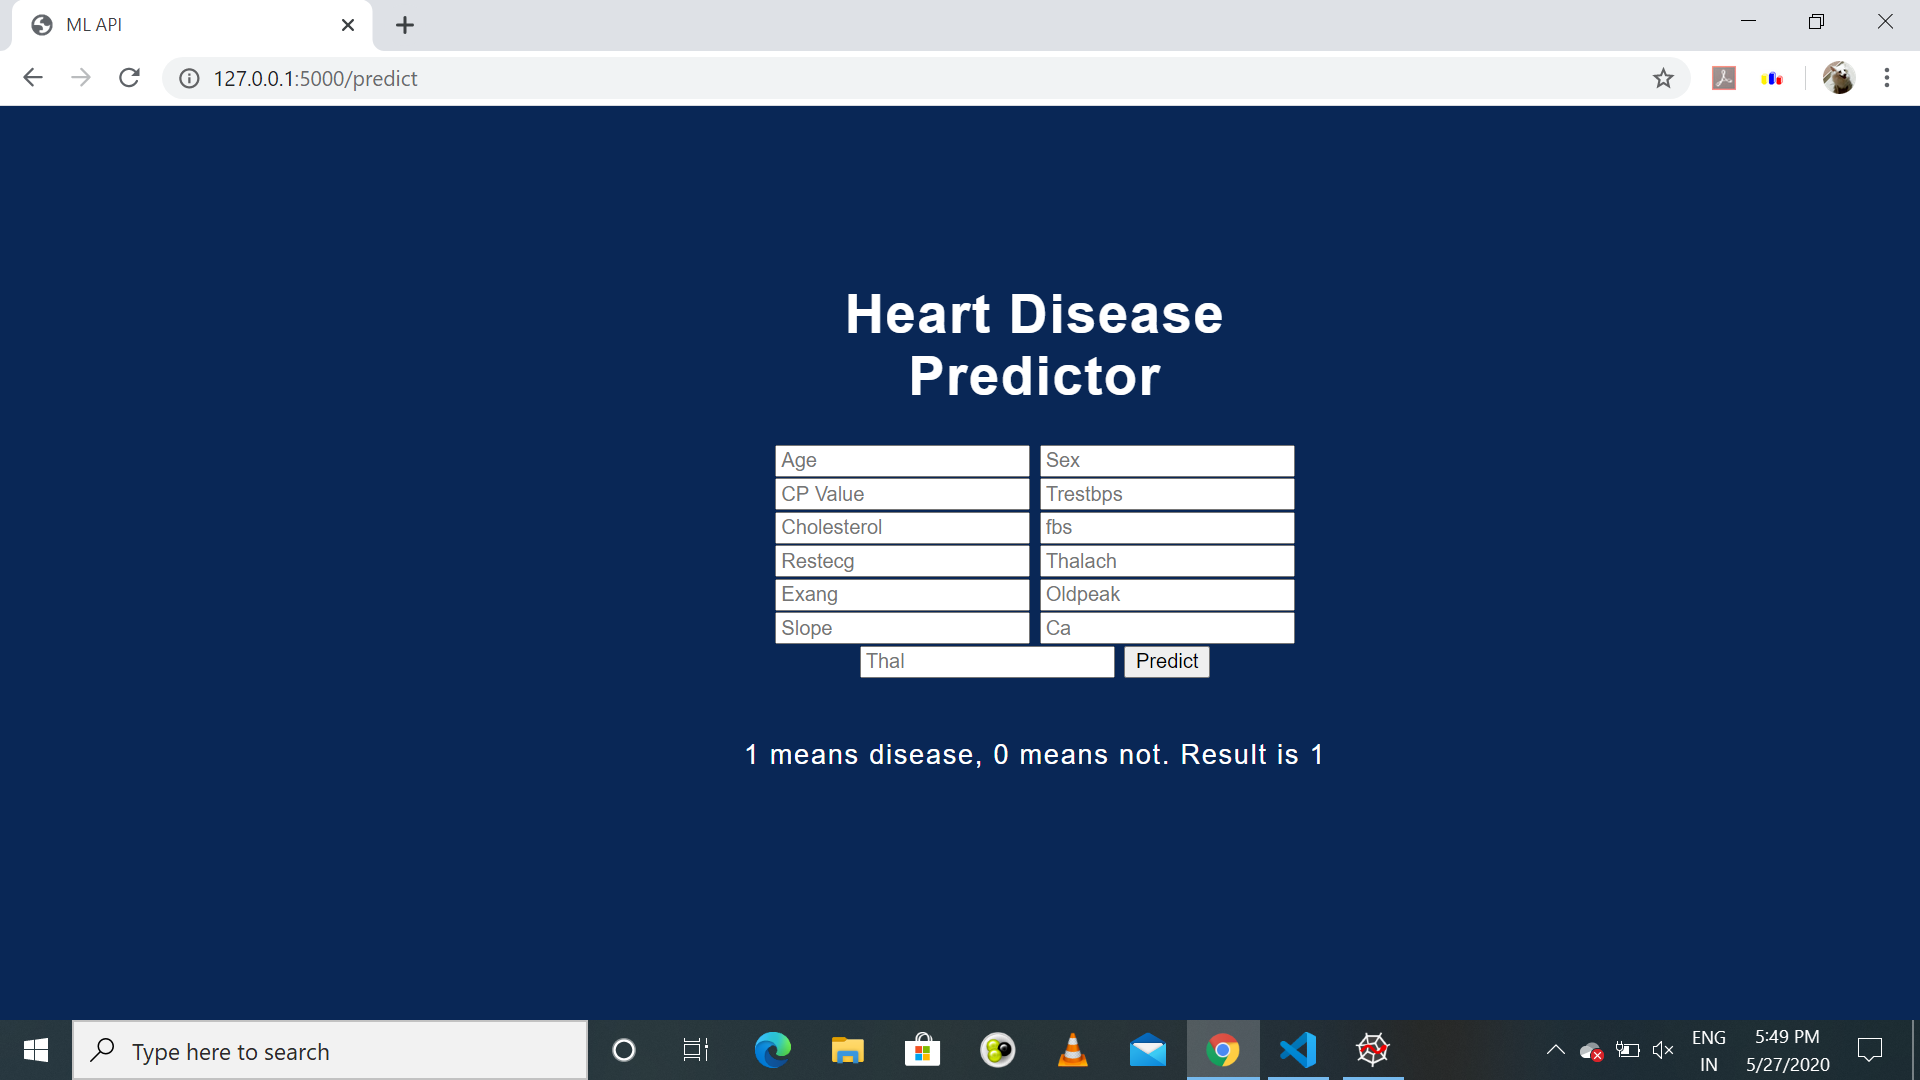 ML API
127.0.0.1:5000/predict
Heart Disease
Predictor
Age Sex
CP Value Trestbps
Cholesterol fbs
Restecg Thalach
Exang Oldpeak
Slope Ca
Thal Predict
1 means disease, 0 means not. Result is 1
Type here to search
ENG 5:49 PM
IN 5/27/2020